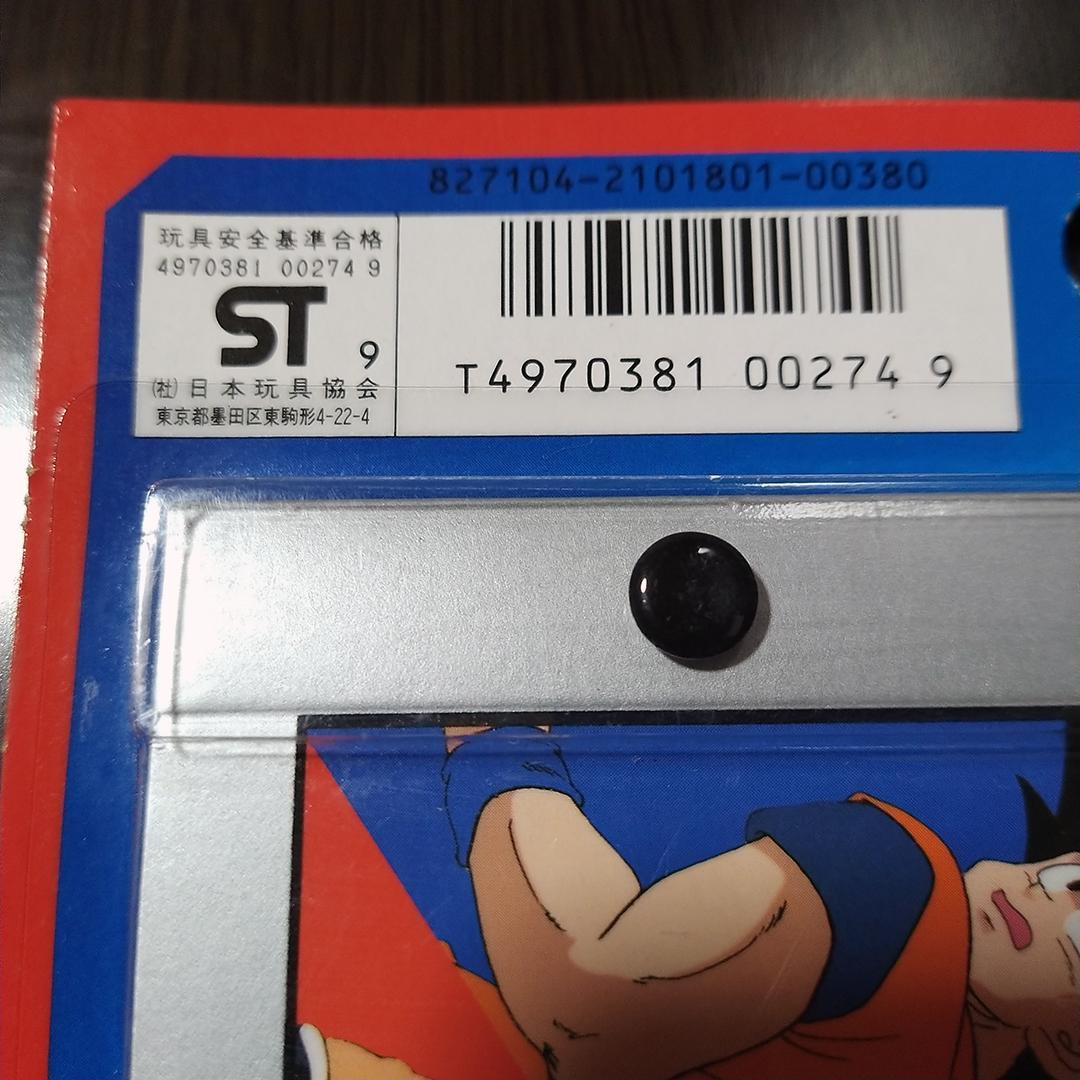 827104-2101801-00380
玩具安全基準合格
4970381 00274 9
ST 9
(社)日本玩具協会
東京都墨田区東駒形4-22-4
T4970381 00274 9